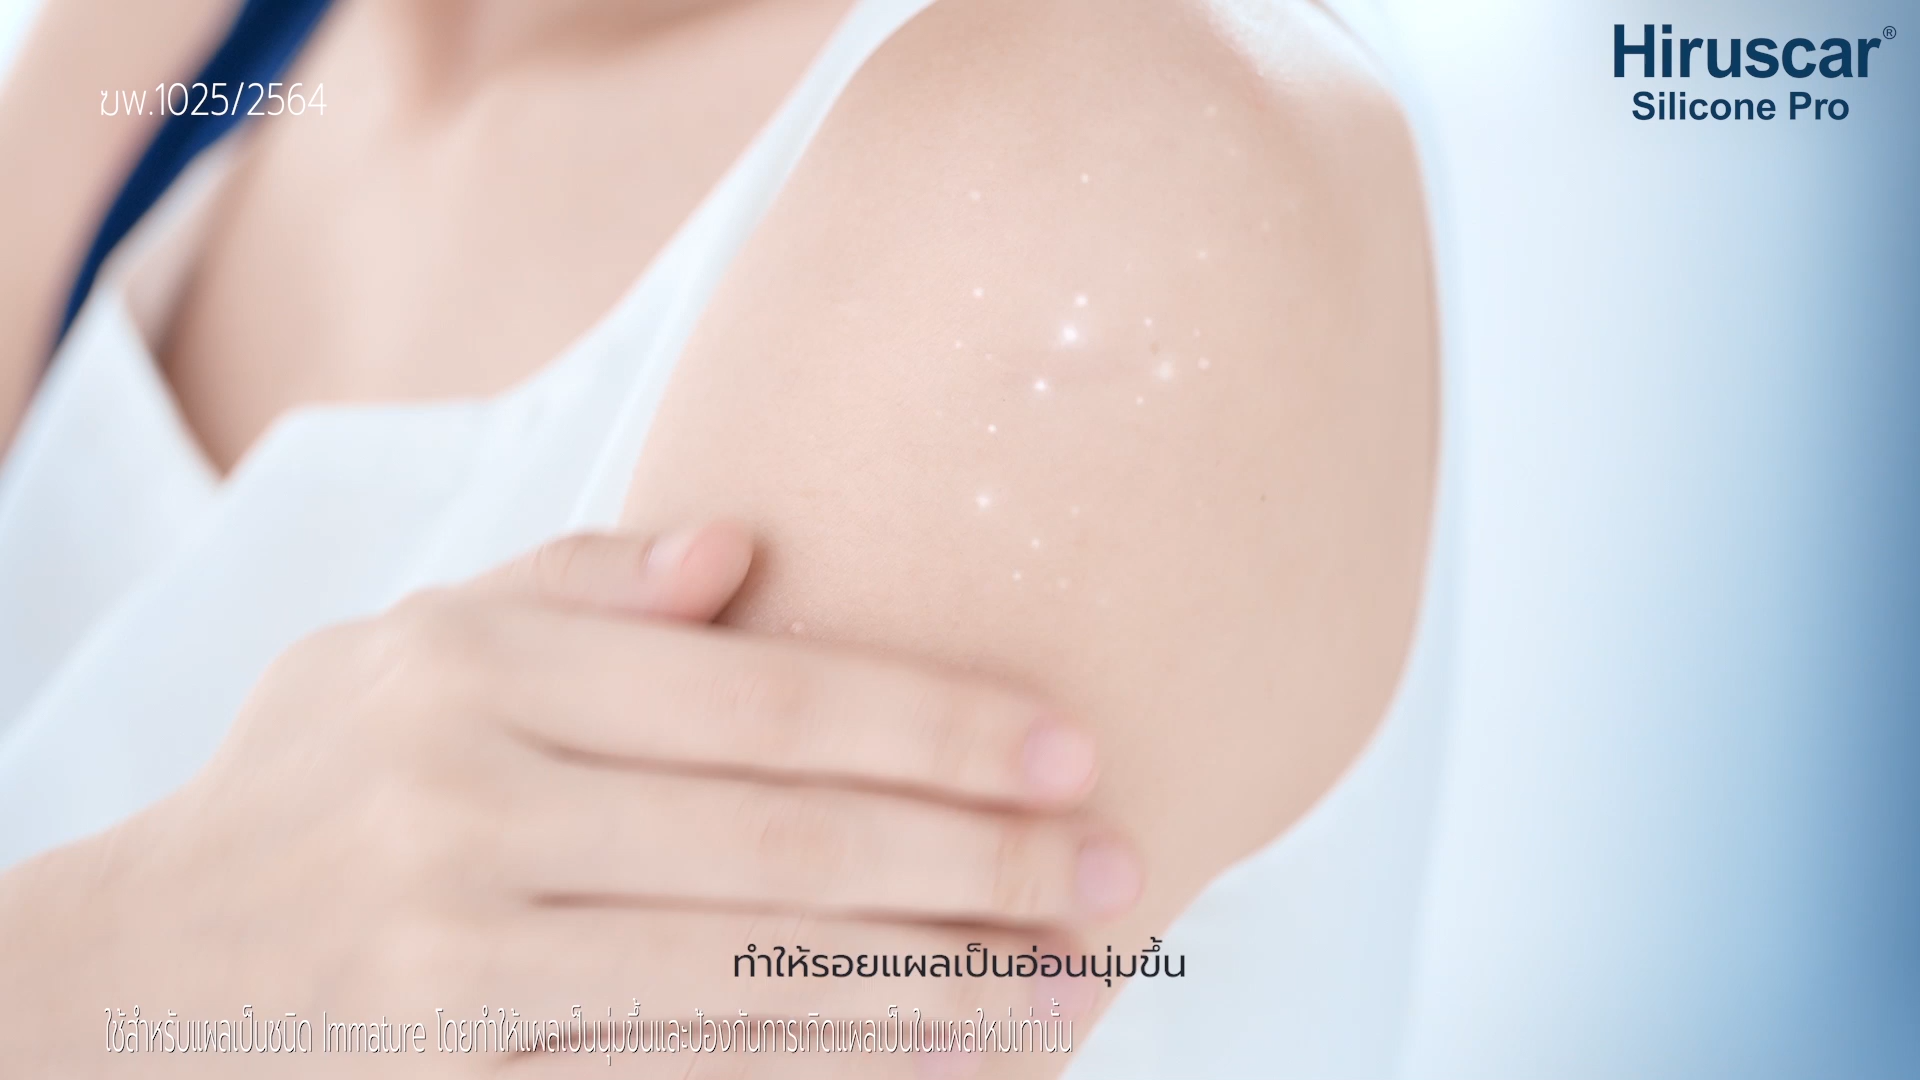 ฆพ.1025/2564
Hiruscar®
Silicone Pro
ทำให้รอยแผลเป็นอ่อนนุ่มขึ้น
ใช้สำหรับแผลเป็นชนิด Immature โดยทำให้แผลเป็นนุ่มขึ้นและป้องกันการเกิดแผลเป็นในแผลใหม่เท่านั้น